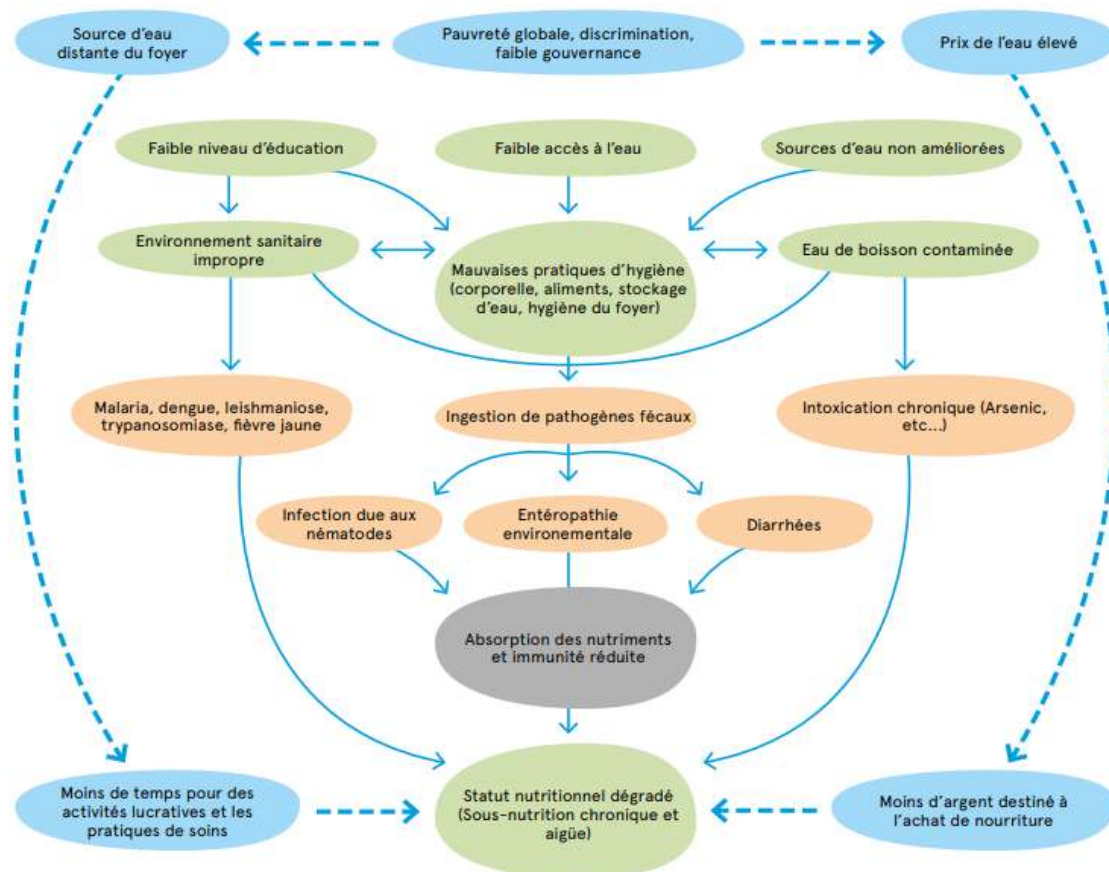 Source d'eau
distante du foyer
Pauvreté globale, discrimination,
faible gouvernance
Prix de l'eau élevé
Faible niveau d'éducation
Faible accès à l'eau
Sources d'eau non améliorées
Environnement sanitaire
impropre
Mauvaises pratiques d'hygiène
(corporelle, aliments, stockage
d'eau, hygiène du foyer)
Eau de boisson contaminée
Malaria, dengue, leishmaniose,
trypanosomiase, fièvre jaune
Ingestion de pathogènes fécaux
Intoxication chronique (Arsenic,
etc...)
Infection due aux
nématodes
Entéropathie
environementale
Diarrhées
Absorption des nutriments
et immunité réduite
Moins de temps pour des
activités lucratives et les
pratiques de soins
Statut nutritionnel dégradé
(Sous-nutrition chronique et
aigüe)
Moins d'argent destiné à
l'achat de nourriture